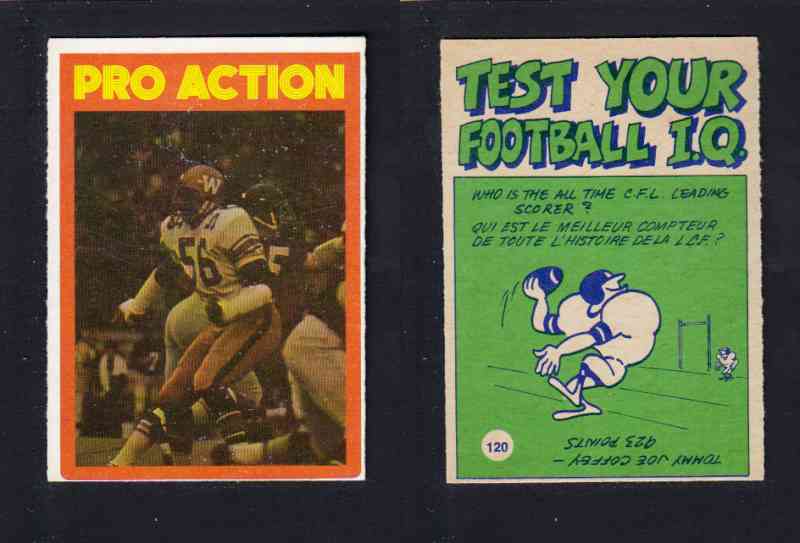 PRO ACTION
W
56
5
TEST YOUR
FOOTBALL I.Q.
WHO IS THE ALL TIME C.F.L. LEADING
SCORER?
QUI EST LE MEILLEUR COMPTEUR
DE TOUTE L'HISTOIRE DE LA L.C.F.?
120
TOMMY JOE COFFEY —
923 POINTS